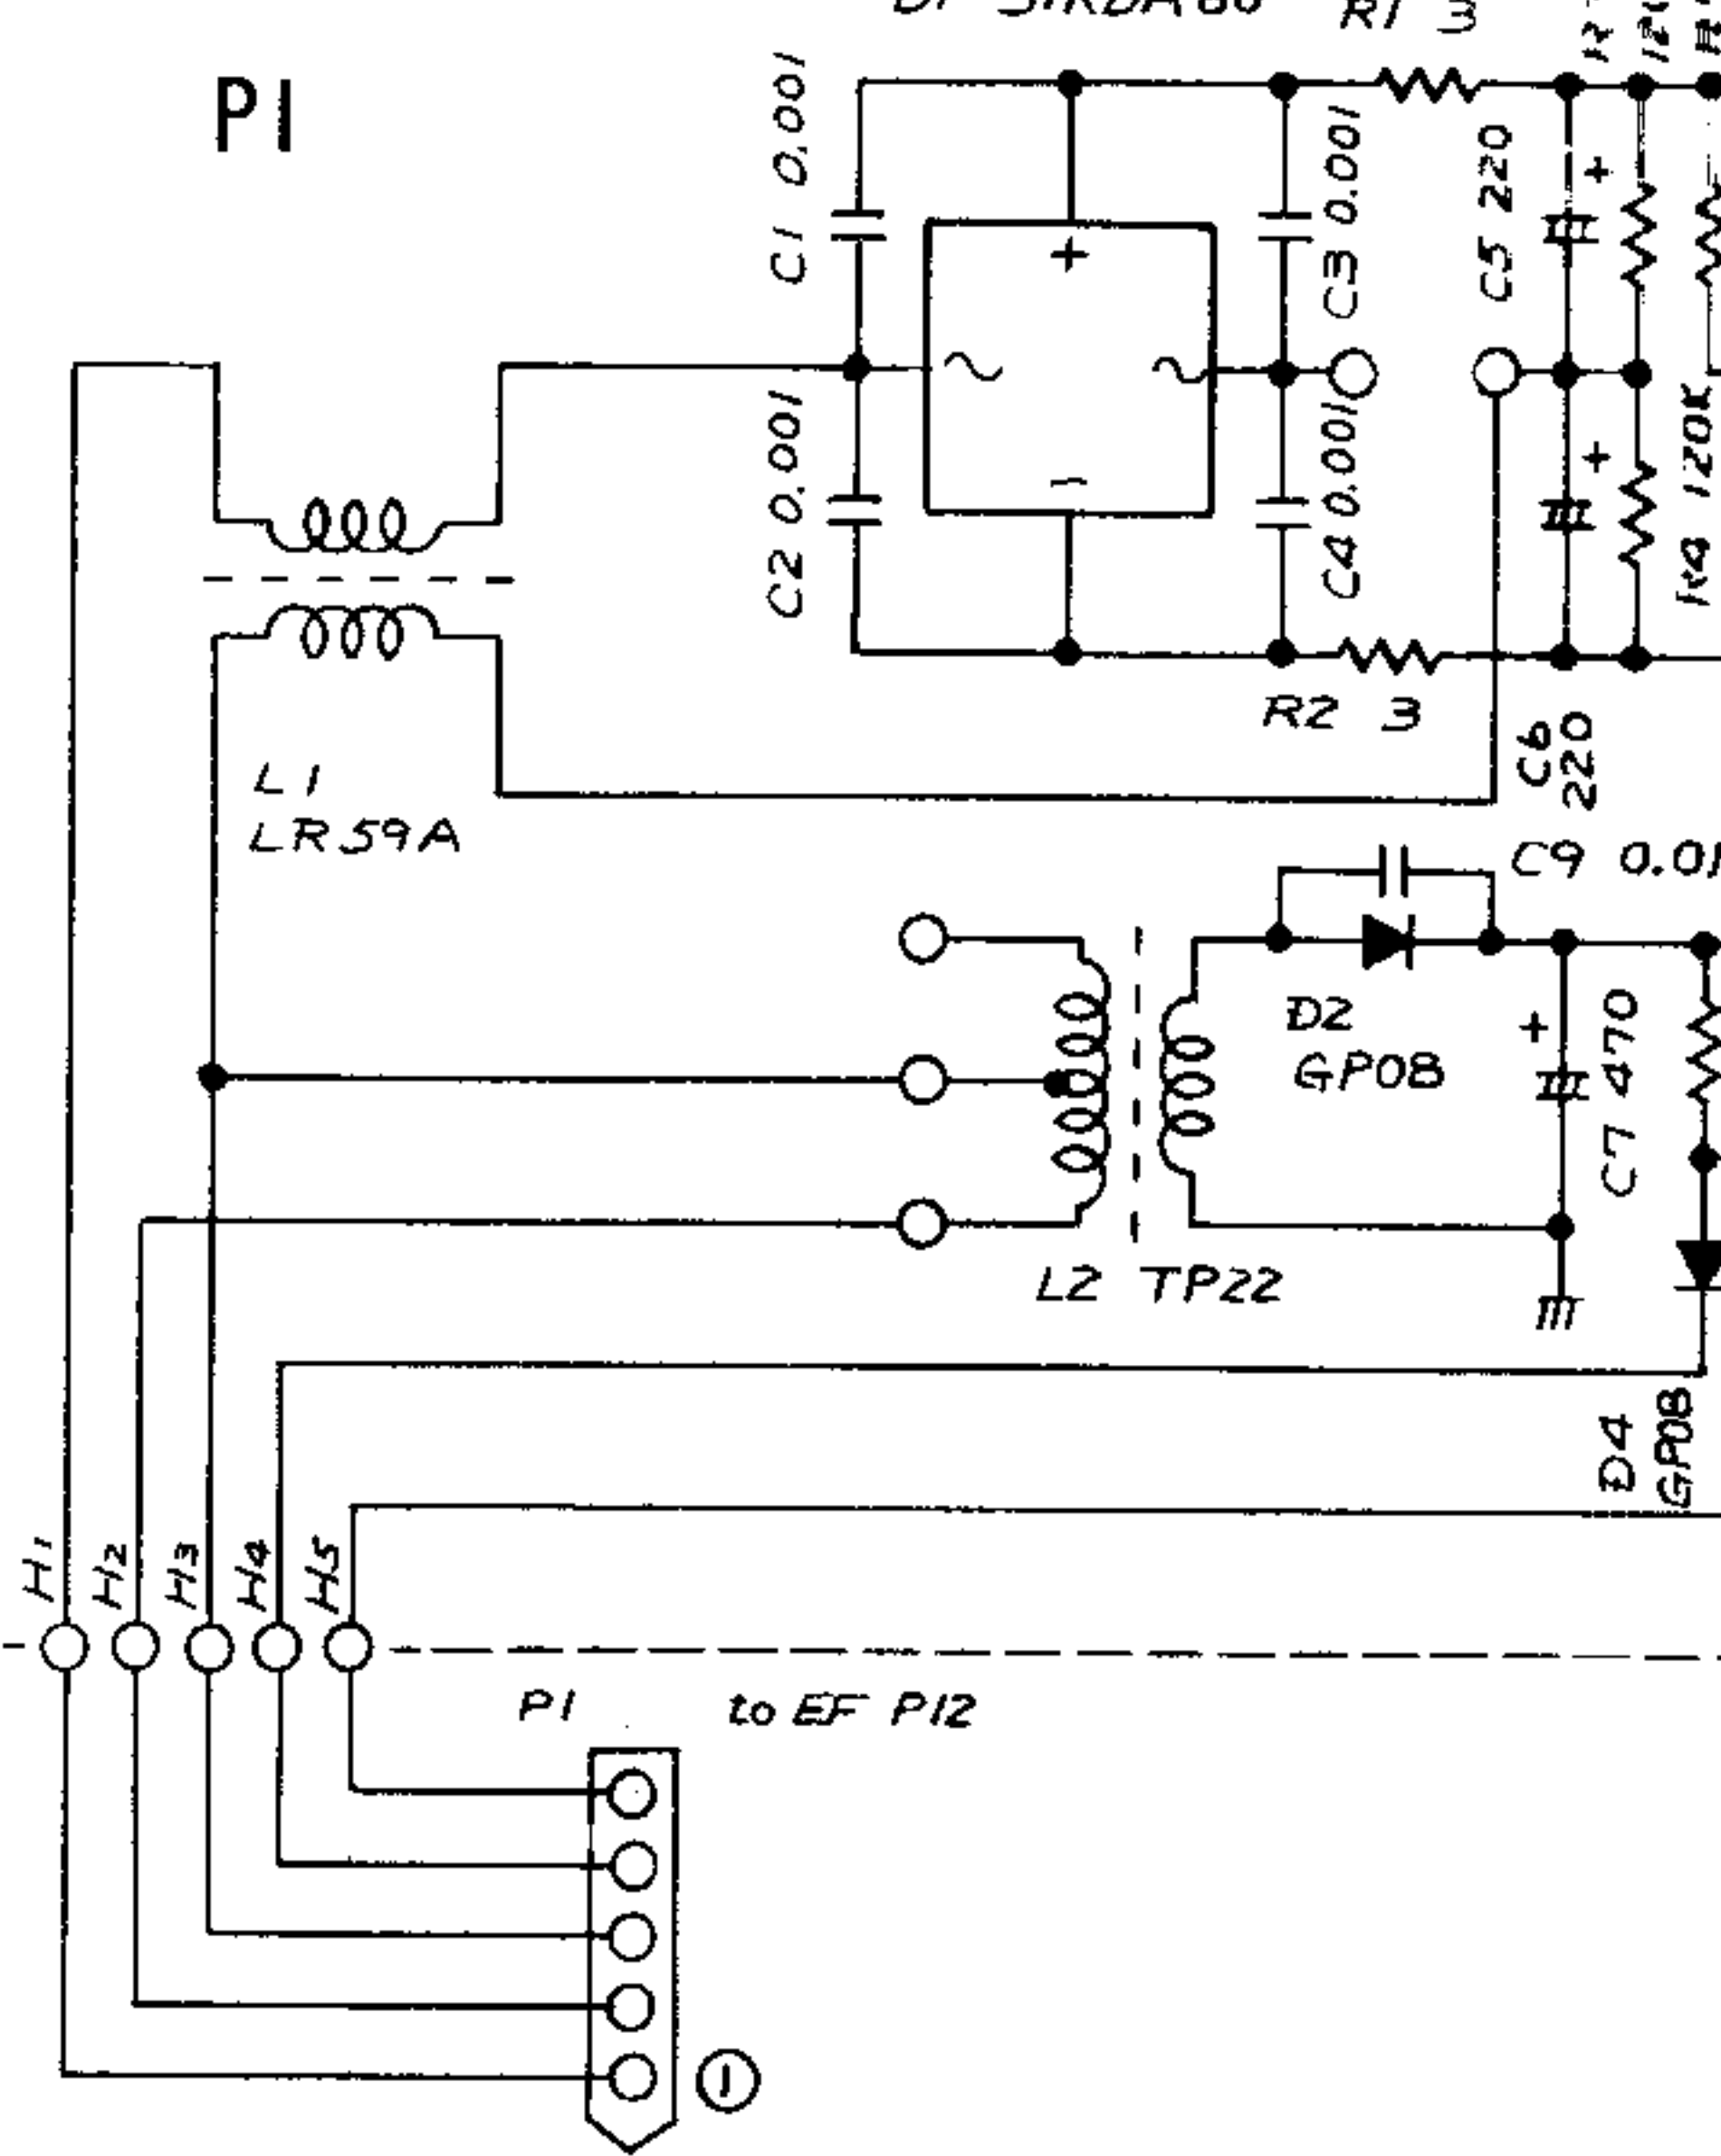 R1 3
P1
C1 0.001
C3 0.001
C5 220
C2 0.001
C4 0.001
R4 120K
+
~
~
-
+
+
R2 3
C6
220
L1
LR59A
C9 0.01
D2
GP08
+
C7 470
L2 TP22
D4
GP08
H1
H2
H3
H4
H5
P1 to EF P12
1